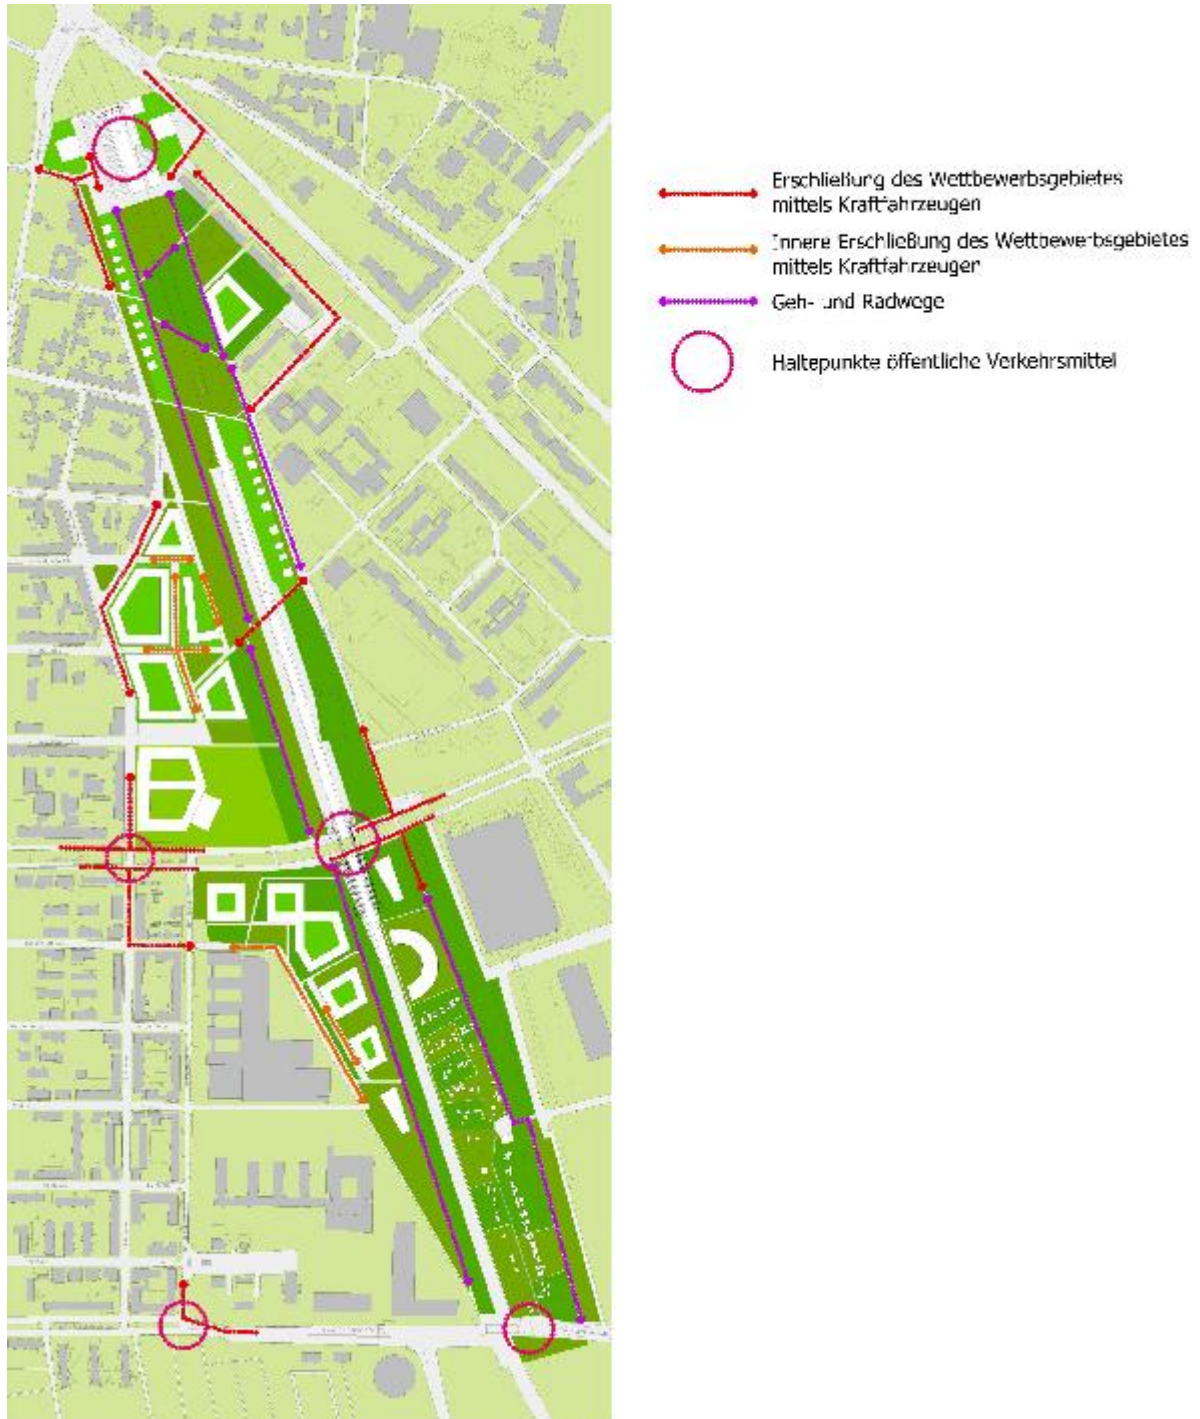 Erschließung des Wettbewerbsgebietes
mittels Kraftfahrzeugen
Innere Erschließung des Wettbewerbsgebietes
mittels Kraftfahrzeugen
Geh- und Radwege
Haltepunkte öffentliche Verkehrsmittel